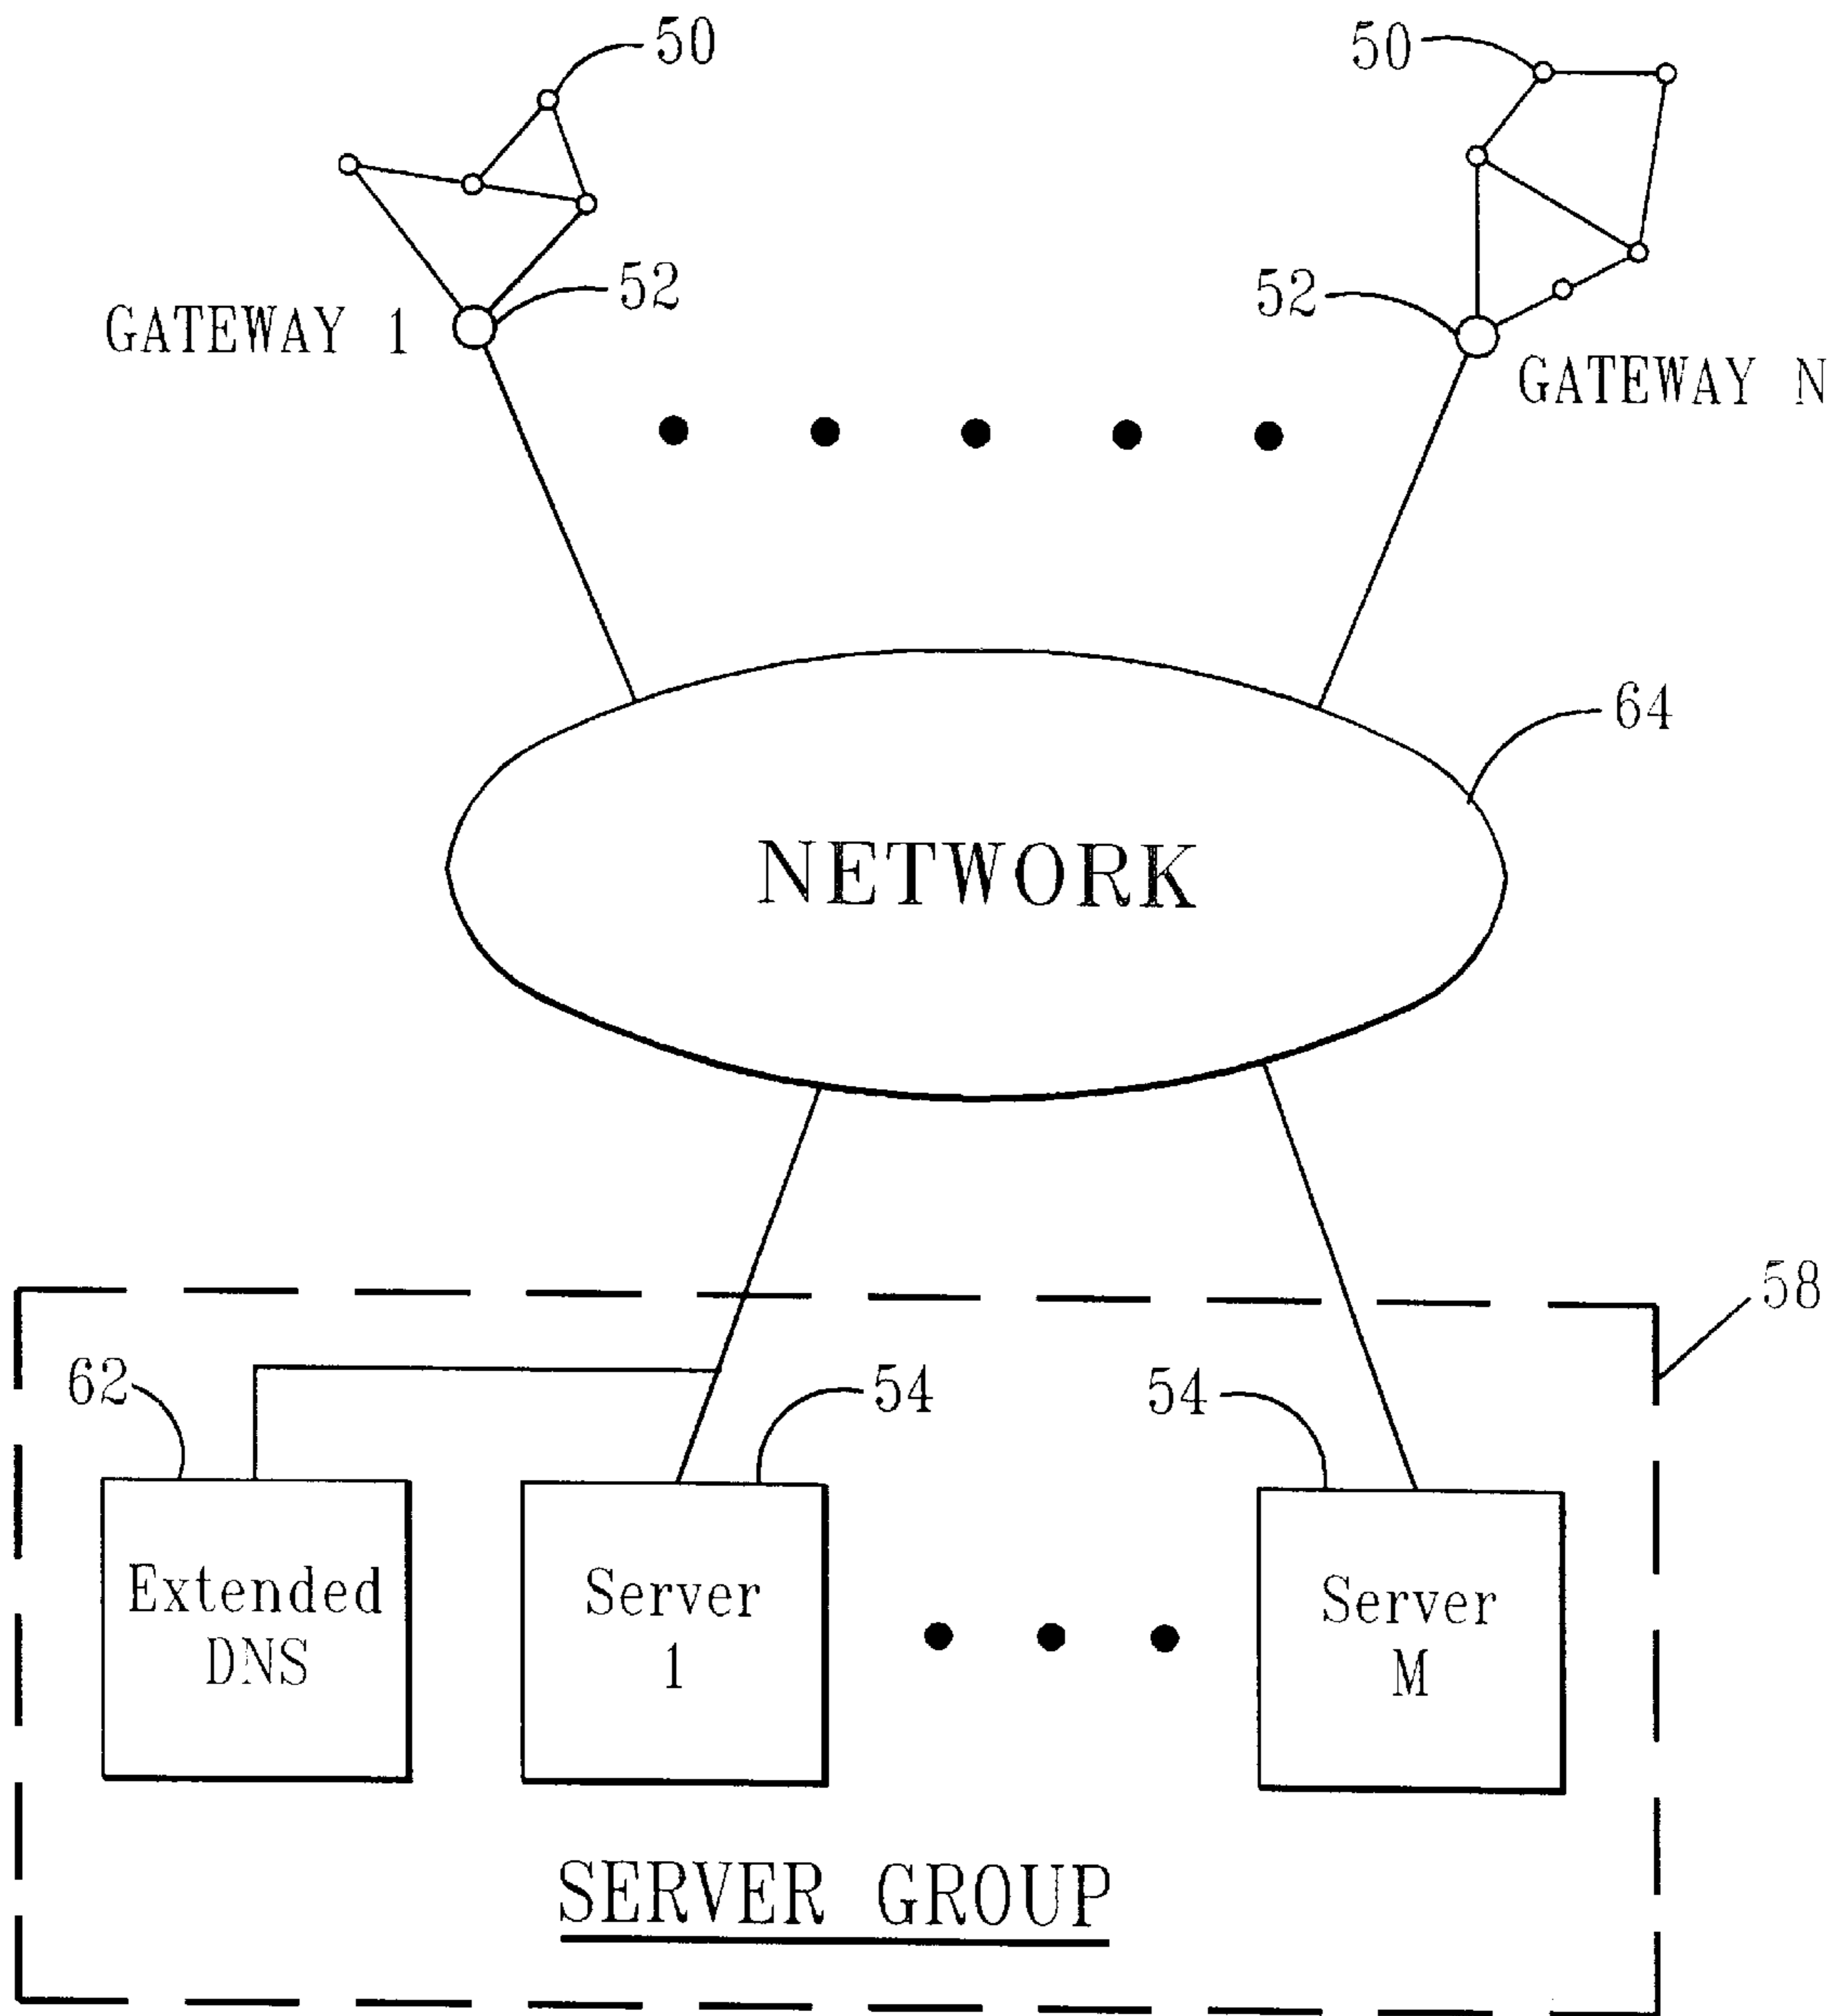 50
50
52
52
GATEWAY 1
GATEWAY N
64
NETWORK
58
62
54
54
Extended
DNS
Server
1
Server
M
SERVER GROUP